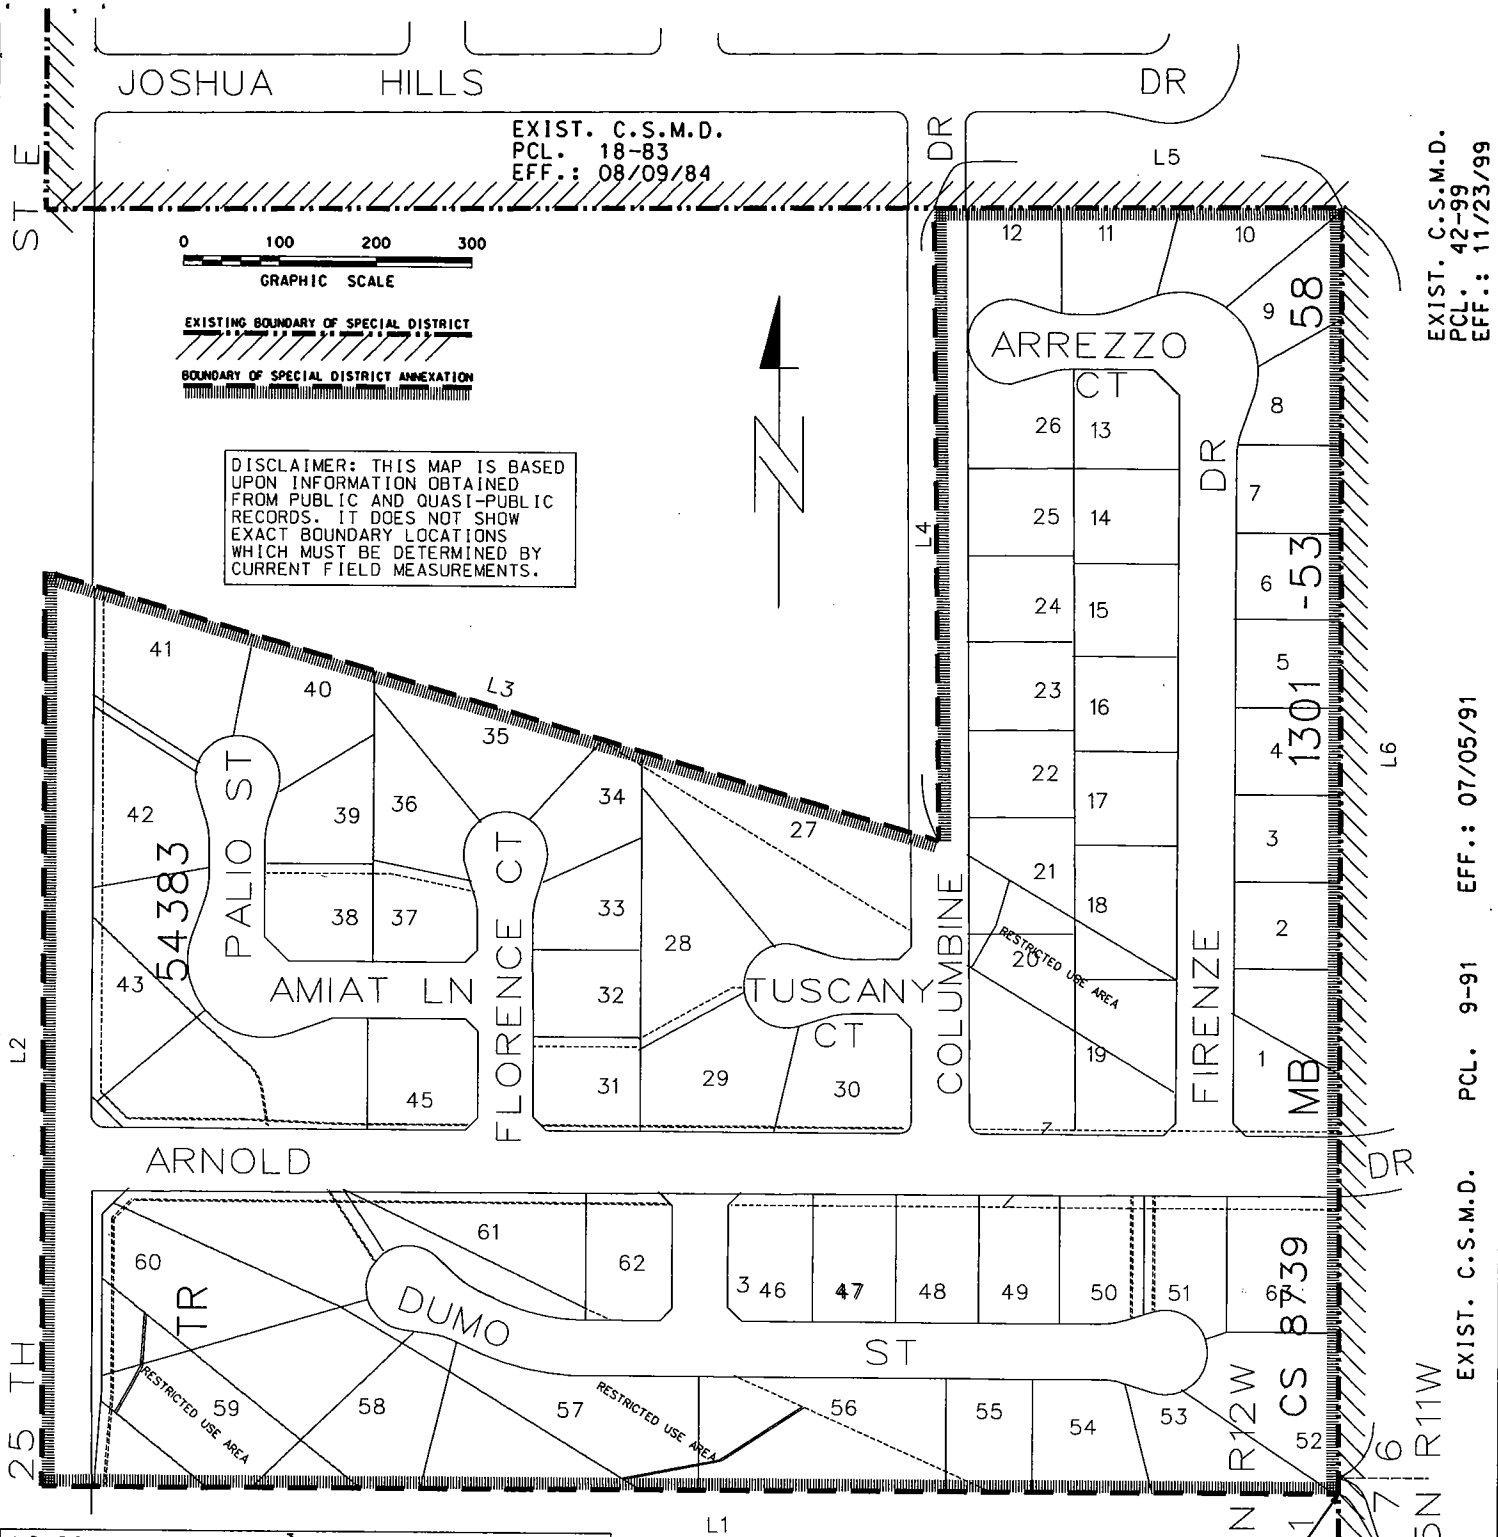 JOSHUA HILLS DR
EXIST. C.S.M.D.
PCL. 18-83
EFF.: 08/09/84
DR
L5
ST E
0 100 200 300
GRAPHIC SCALE
EXISTING BOUNDARY OF SPECIAL DISTRICT
BOUNDARY OF SPECIAL DISTRICT ANNEXATION
DISCLAIMER: THIS MAP IS BASED
UPON INFORMATION OBTAINED
FROM PUBLIC AND QUASI-PUBLIC
RECORDS. IT DOES NOT SHOW
EXACT BOUNDARY LOCATIONS
WHICH MUST BE DETERMINED BY
CURRENT FIELD MEASUREMENTS.
N
12
11
10
9
58
ARREZZO
CT
8
EXIST. C.S.M.D.
PCL. 42-99
EFF.: 11/23/99
26
13
DR
7
25
14
L4
6
-53
24
15
5
23
16
1301
4
22
17
3
21
18
2
RESTRICTED USE AREA
20
19
1
MB
FIRENZE
COLUMBINE
7
L6
EXIST. C.S.M.D. PCL. 9-91 EFF.: 07/05/91
L3
41
40
35
34
27
42
39
36
PALIO ST
54383
38
37
33
28
43
AMIAT LN
FLORENCE CT
32
TUSCANY
CT
45
31
29
30
L2
ARNOLD
DR
61
62
60
TR
3
46
47
48
49
50
51
63
DUMO
ST
CS 8739
59
58
57
56
55
54
53
52
RESTRICTED USE AREA
RESTRICTED USE AREA
25 TH
L1
N R12W
1
6
7
5N R11W